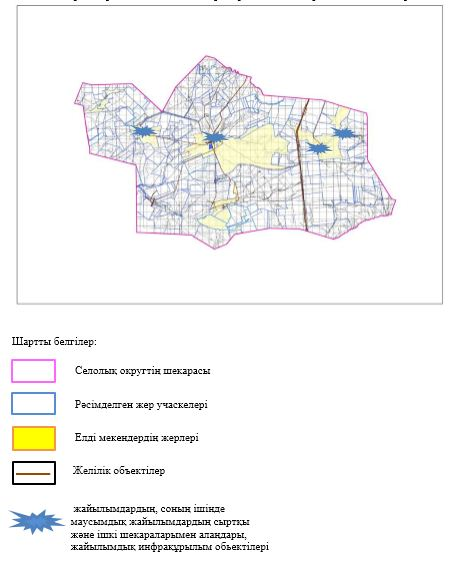 Шартты белгілер:
Селолық округтің шекарасы
Рәсімделген жер учаскелері
Елді мекендердің жерлері
Желілік объектілер
жайылымдардың, соның ішінде
маусымдық жайылымдардың сыртқы
және ішкі шекараларымен алаңдары,
жайылымдық инфрақұрылым объектілері